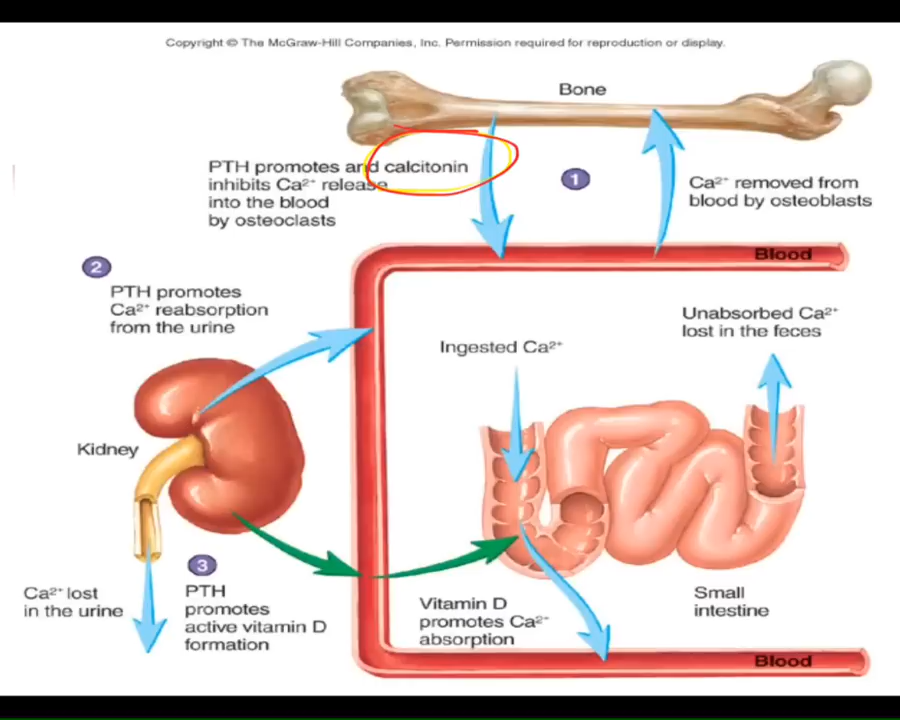 Copyright © The McGraw-Hill Companies, Inc. Permission required for reproduction or display.
Bone
PTH promotes and calcitonin
inhibits Ca²⁺ release
into the blood
by osteoclasts
1
Ca²⁺ removed from
blood by osteoblasts
Blood
2
PTH promotes
Ca²⁺ reabsorption
from the urine
Ingested Ca²⁺
Unabsorbed Ca²⁺
lost in the feces
Kidney
3
PTH
promotes
active vitamin D
formation
Ca²⁺ lost
in the urine
Vitamin D
promotes Ca²⁺
absorption
Small
intestine
Blood